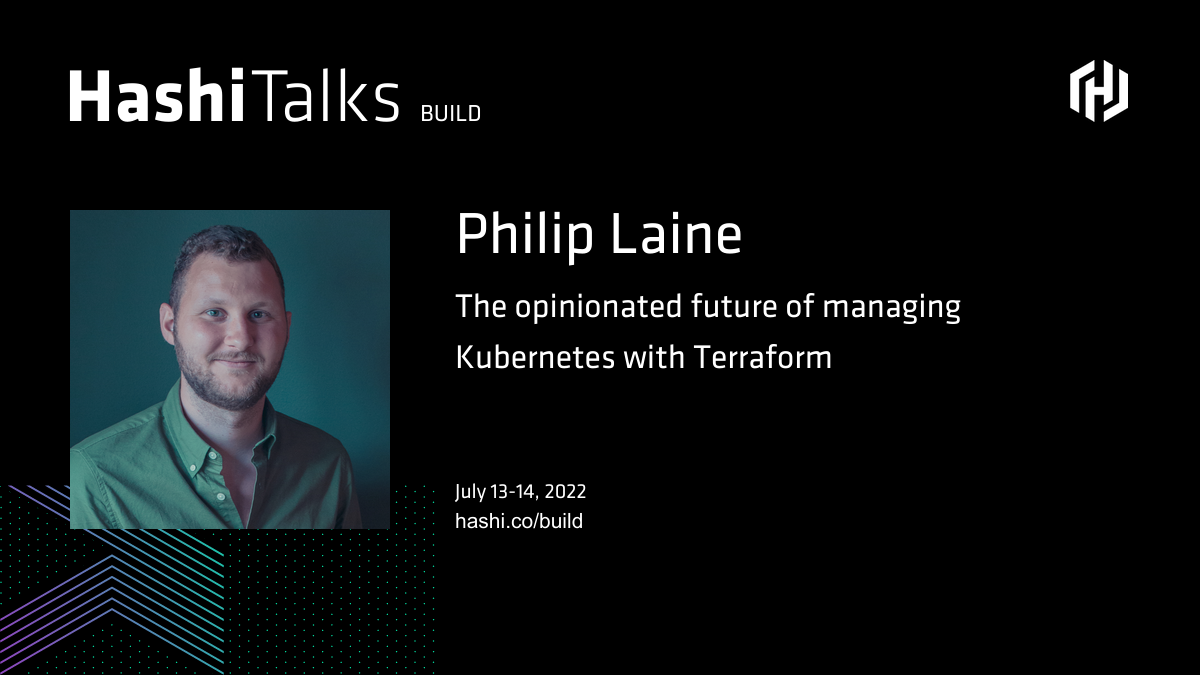 HashiTalks BUILD
Philip Laine
The opinionated future of managing
Kubernetes with Terraform
July 13-14, 2022
hashi.co/build